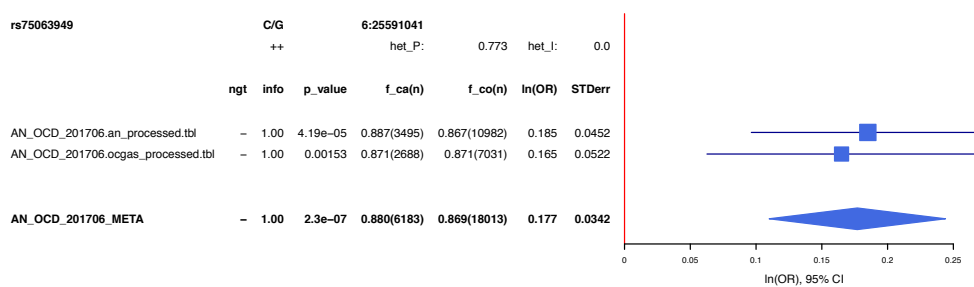 rs75063949 C/G 6:25591041
++ het_P: 0.773 het_I: 0.0
ngt info p_value f_ca(n) f_co(n) ln(OR) STDerr
AN_OCD_201706.an_processed.tbl − 1.00 4.19e−05 0.887(3495) 0.867(10982) 0.185 0.0452
AN_OCD_201706.ocgas_processed.tbl − 1.00 0.00153 0.871(2688) 0.871(7031) 0.165 0.0522
AN_OCD_201706_META − 1.00 2.3e−07 0.880(6183) 0.869(18013) 0.177 0.0342
0 0.05 0.1 0.15 0.2 0.25
ln(OR), 95% CI